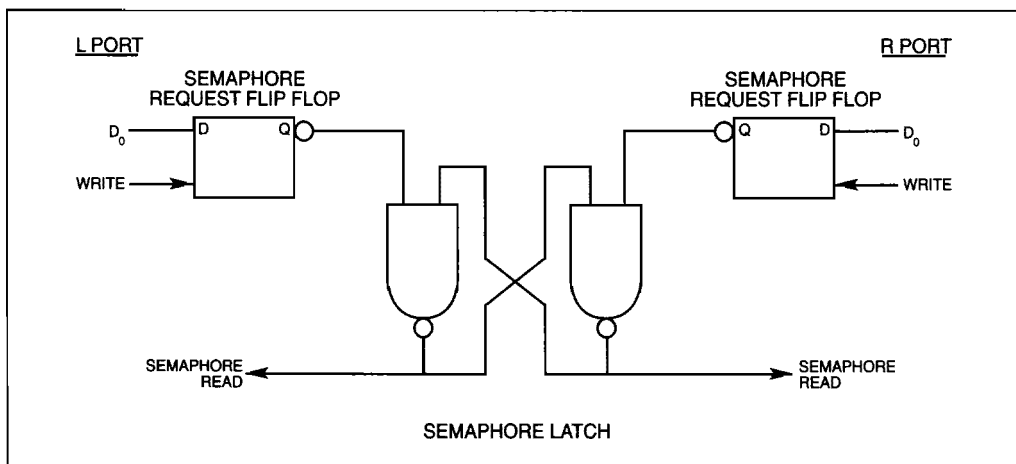 L PORT
R PORT
SEMAPHORE
REQUEST FLIP FLOP
SEMAPHORE
REQUEST FLIP FLOP
D0
D
Q
Q
D
D0
WRITE
WRITE
SEMAPHORE
READ
SEMAPHORE
READ
SEMAPHORE LATCH